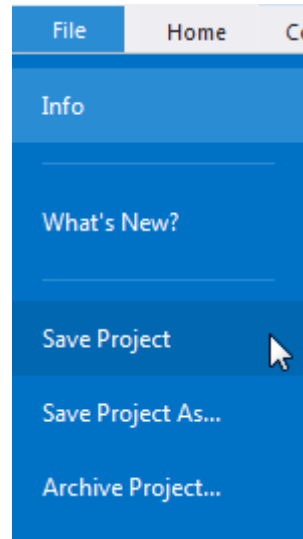 File Home
Info
What's New?
Save Project
Save Project As...
Archive Project...